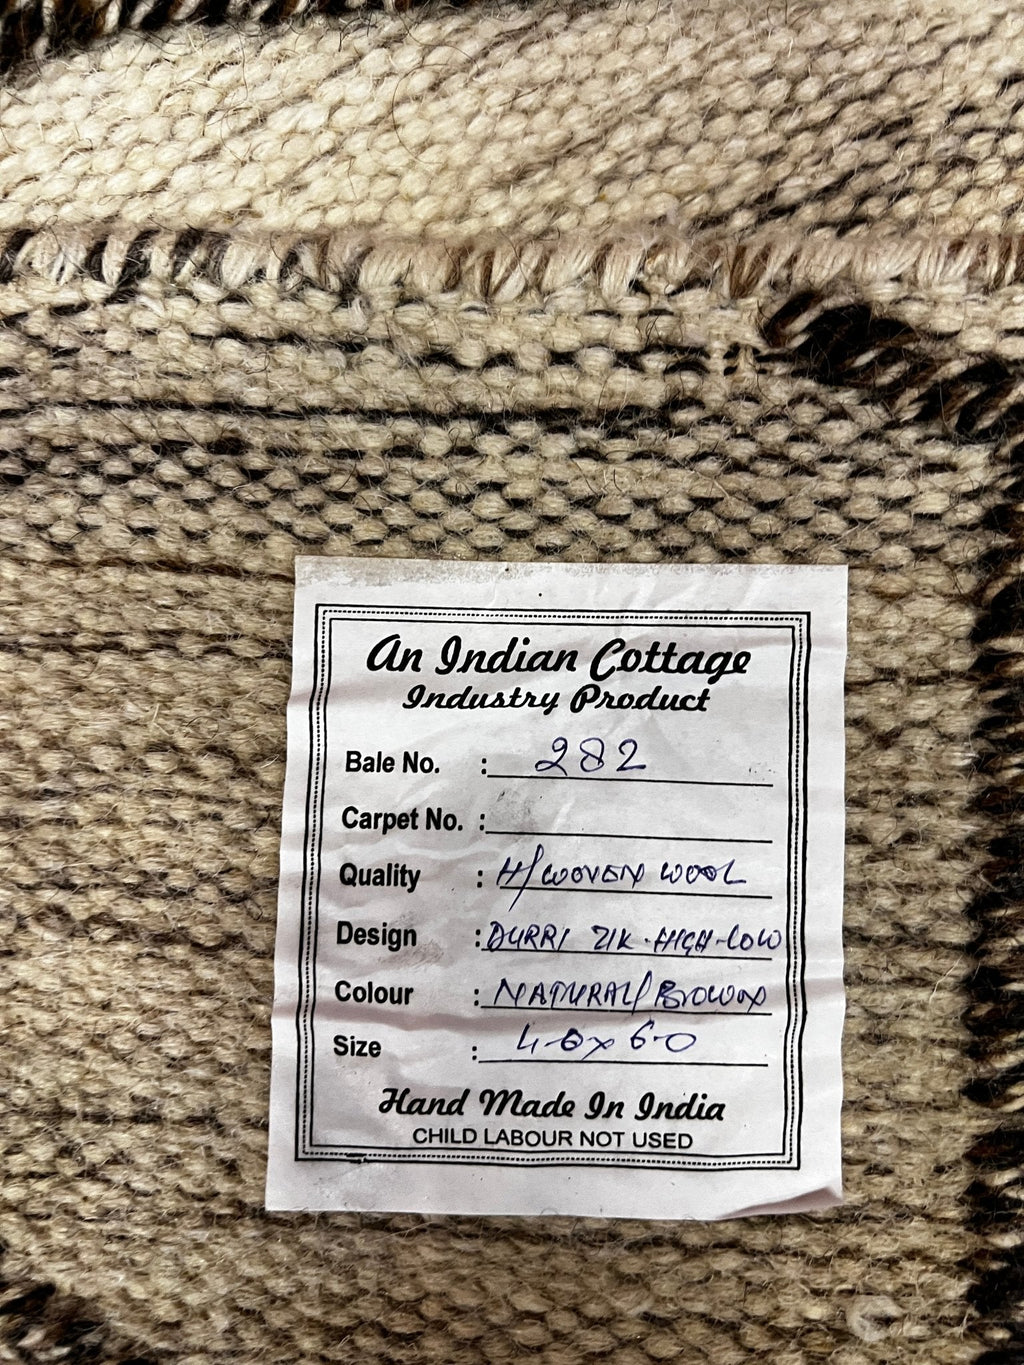 An Indian Cottage
Industry Product
Bale No. : 282
Carpet No. :
Quality : H/WOVEN WOOL
Design : DURRI ZIK-HIGH-LOW
Colour : NATURAL/BROWN
Size : 4-0x6-0
Hand Made In India
CHILD LABOUR NOT USED